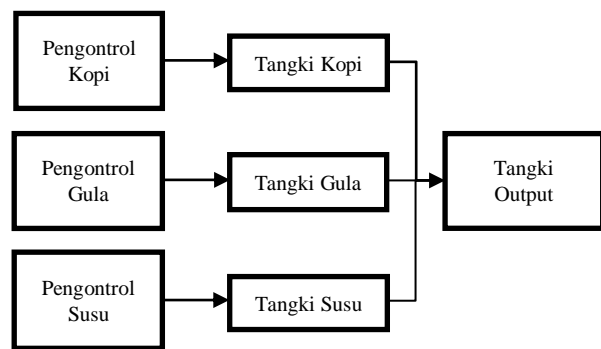 Pengontrol
Kopi
Tangki Kopi
Pengontrol
Gula
Tangki Gula
Tangki
Output
Pengontrol
Susu
Tangki Susu